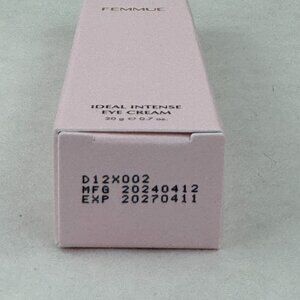 FEMMUE
IDEAL INTENSE
EYE CREAM
20 g ℮ 0.7 oz.
D12X002
MFG 20240412
EXP 20270411